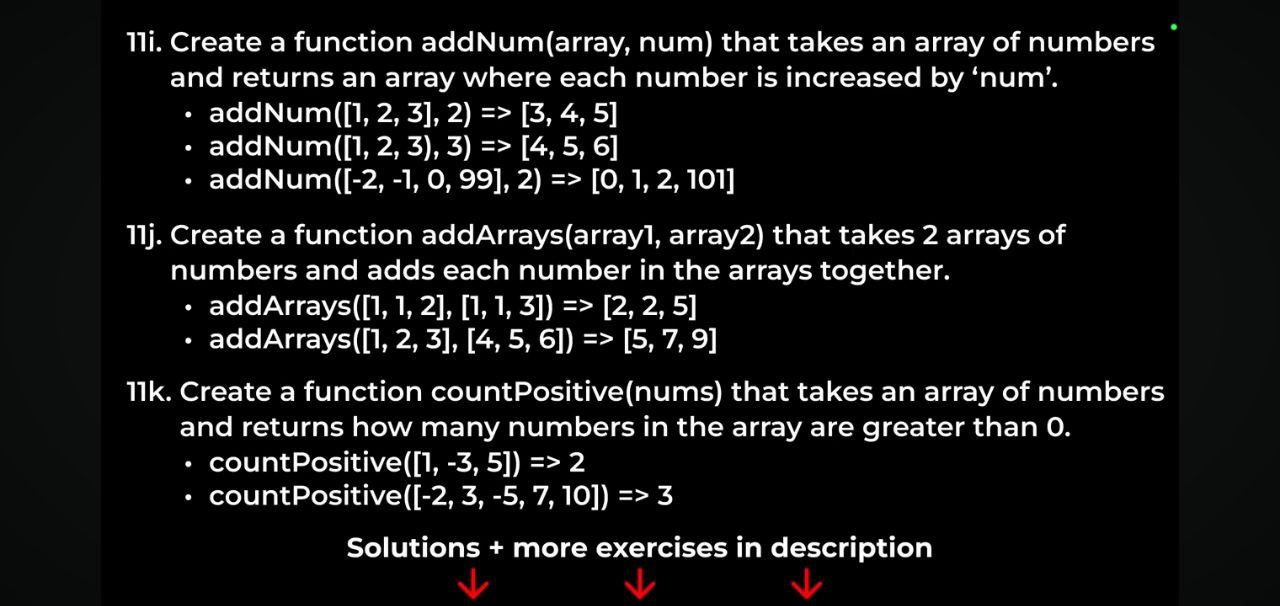 11i. Create a function addNum(array, num) that takes an array of numbers
and returns an array where each number is increased by ‘num’.
• addNum([1, 2, 3], 2) => [3, 4, 5]
• addNum([1, 2, 3), 3) => [4, 5, 6]
• addNum([-2, -1, 0, 99], 2) => [0, 1, 2, 101]
11j. Create a function addArrays(array1, array2) that takes 2 arrays of
numbers and adds each number in the arrays together.
• addArrays([1, 1, 2], [1, 1, 3]) => [2, 2, 5]
• addArrays([1, 2, 3], [4, 5, 6]) => [5, 7, 9]
11k. Create a function countPositive(nums) that takes an array of numbers
and returns how many numbers in the array are greater than 0.
• countPositive([1, -3, 5]) => 2
• countPositive([-2, 3, -5, 7, 10]) => 3
Solutions + more exercises in description